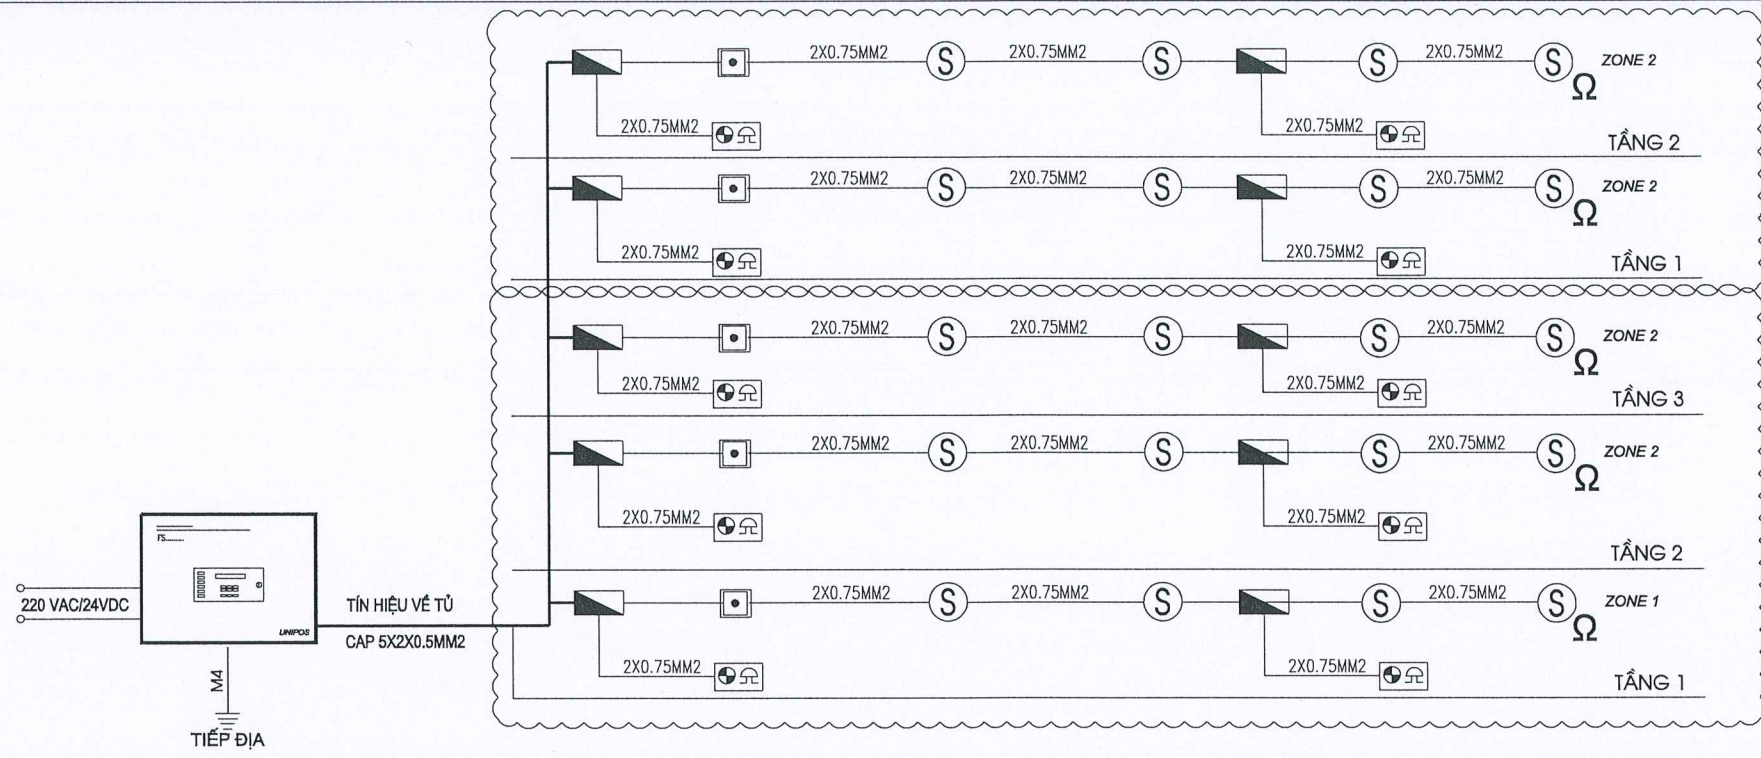 2X0.75MM2 S 2X0.75MM2 S S 2X0.75MM2 S ZONE 2
Ω
2X0.75MM2 2X0.75MM2
TẦNG 2
2X0.75MM2 S 2X0.75MM2 S S 2X0.75MM2 S ZONE 2
Ω
2X0.75MM2 2X0.75MM2
TẦNG 1
2X0.75MM2 S 2X0.75MM2 S S 2X0.75MM2 S ZONE 2
Ω
2X0.75MM2 2X0.75MM2
TẦNG 3
2X0.75MM2 S 2X0.75MM2 S S 2X0.75MM2 S ZONE 2
Ω
2X0.75MM2 2X0.75MM2
TẦNG 2
2X0.75MM2 S 2X0.75MM2 S S 2X0.75MM2 S ZONE 1
Ω
2X0.75MM2 2X0.75MM2
TẦNG 1
220 VAC/24VDC
UNIPOS
TÍN HIỆU VỀ TỦ
CAP 5X2X0.5MM2
M4
TIẾP ĐỊA